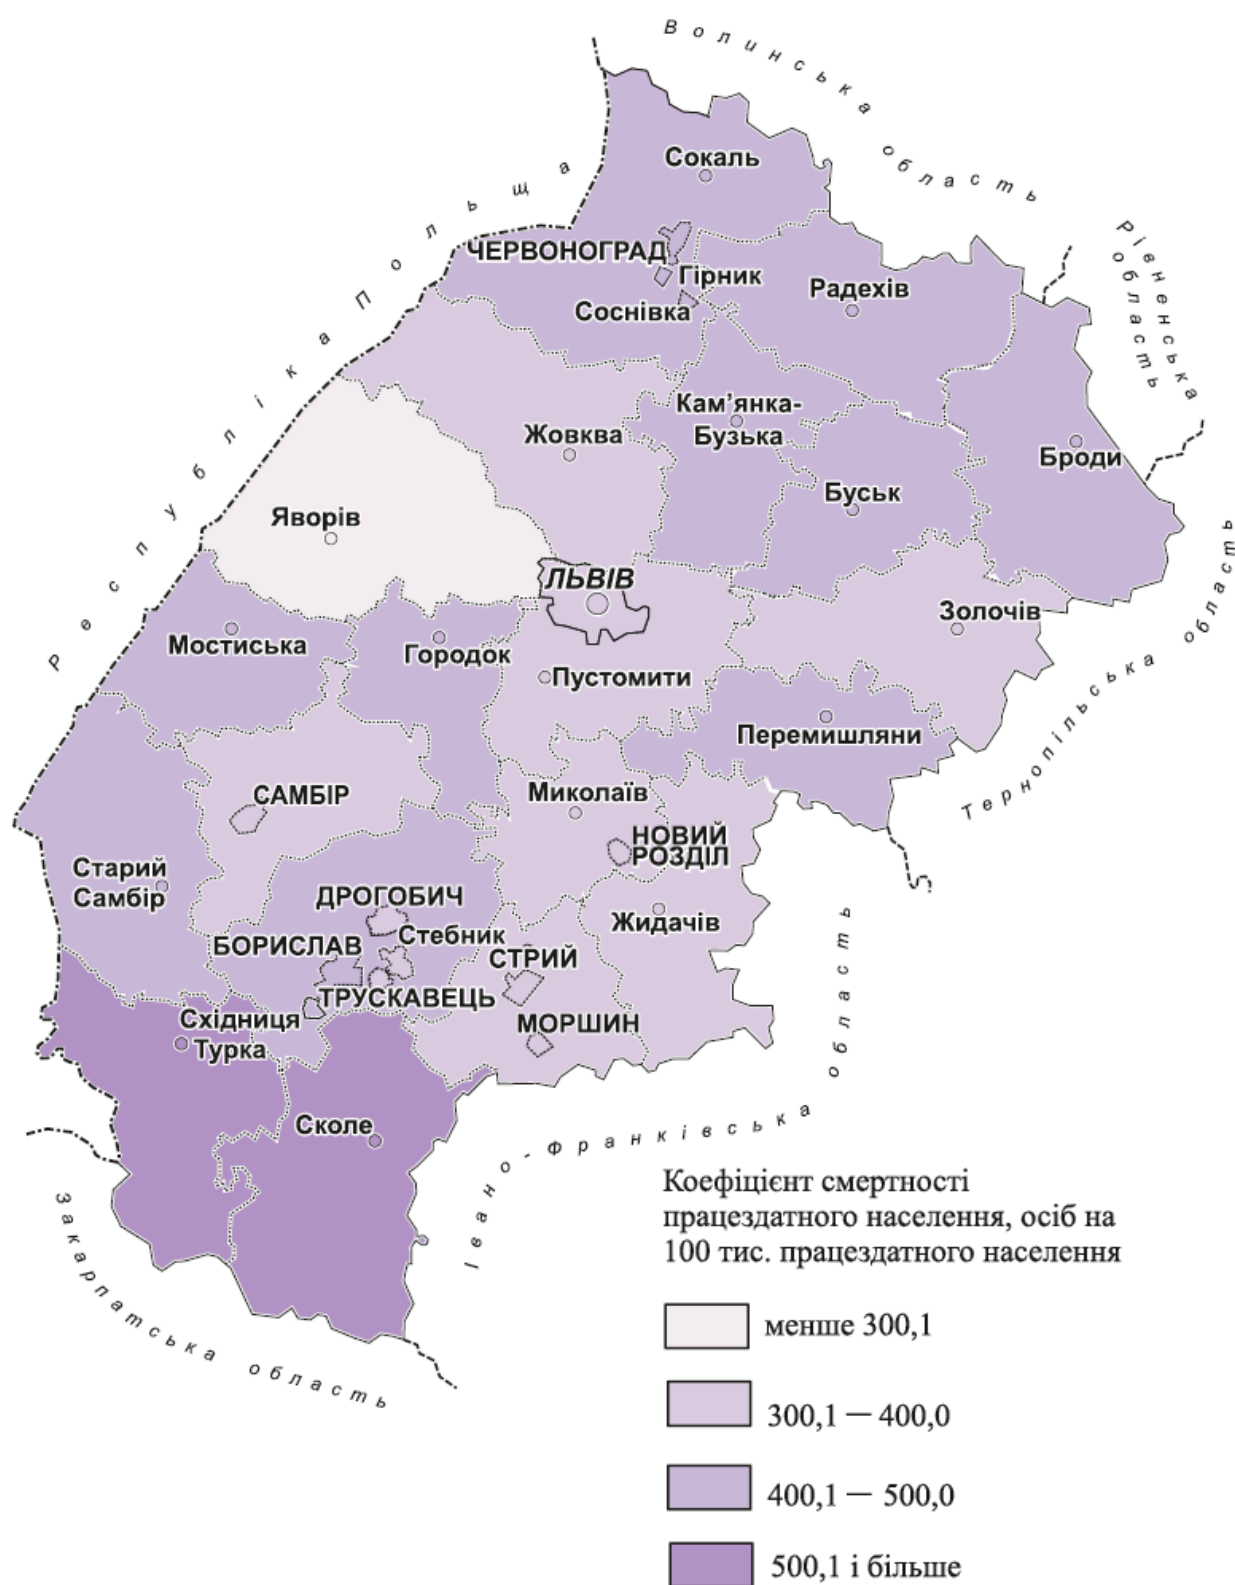 Волинська область
Республіка Польща
Рівненська
область
Сокаль
ЧЕРВОНОГРАД
Гірник
Соснівка
Радехів
Кам’янка-
Бузька
Жовква
Броди
Буськ
Яворів
ЛЬВІВ
Золочів
Мостиська
Городок
Пустомити
Перемишляни
Тернопільська область
САМБІР
Миколаїв
НОВИЙ
РОЗДІЛ
Старий
Самбір
ДРОГОБИЧ
Стебник
БОРИСЛАВ
СТРИЙ
Жидачів
ТРУСКАВЕЦЬ
Східниця
МОРШИН
Турка
Сколе
Івано-Франківська область
Закарпатська область
Коефіцієнт смертності
працездатного населення, осіб на
100 тис. працездатного населення
менше 300,1
300,1 — 400,0
400,1 — 500,0
500,1 і більше